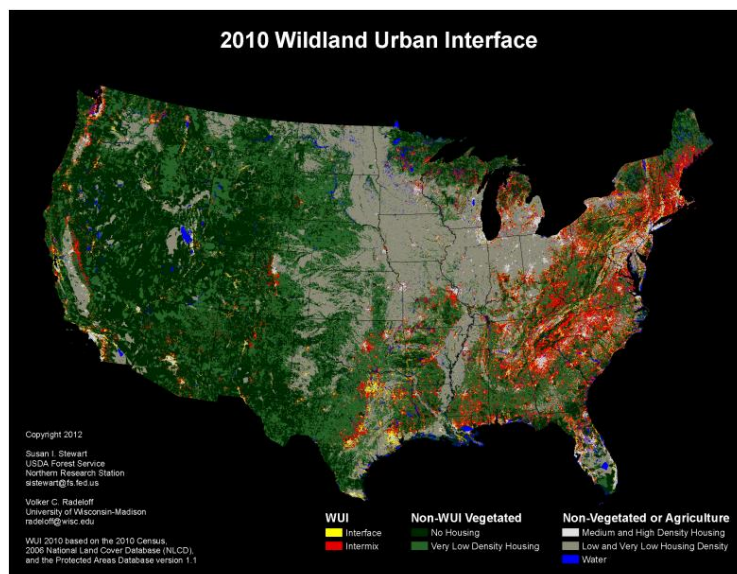 2010 Wildland Urban Interface
Copyright 2012
Susan I. Stewart
USDA Forest Service
Northern Research Station
sistewart@fs.fed.us
Volker C. Radeloff
University of Wisconsin-Madison
radeloff@wisc.edu
WUI 2010 based on the 2010 Census,
2006 National Land Cover Database (NLCD),
and the Protected Areas Database version 1.1
WUI
Interface
Intermix
Non-WUI Vegetated
No Housing
Very Low Density Housing
Non-Vegetated or Agriculture
Medium and High Density Housing
Low and Very Low Housing Density
Water